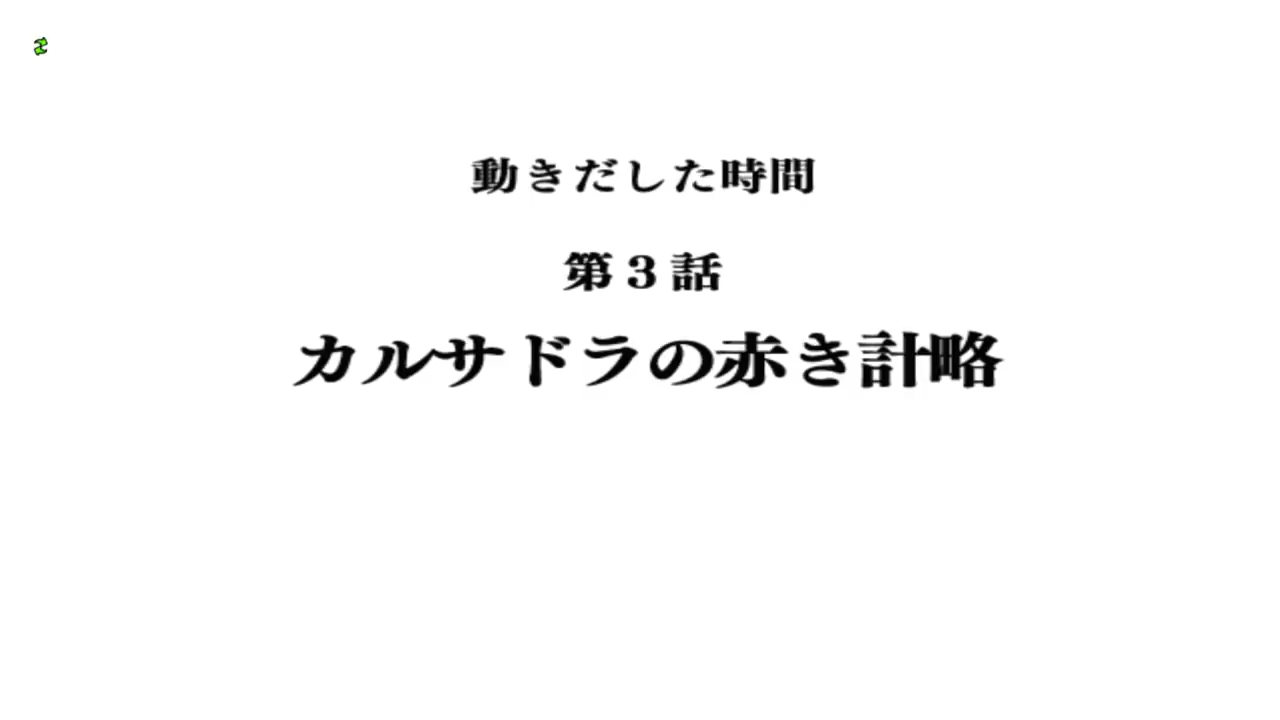 動きだした時間
第３話
カルサドラの赤き計略